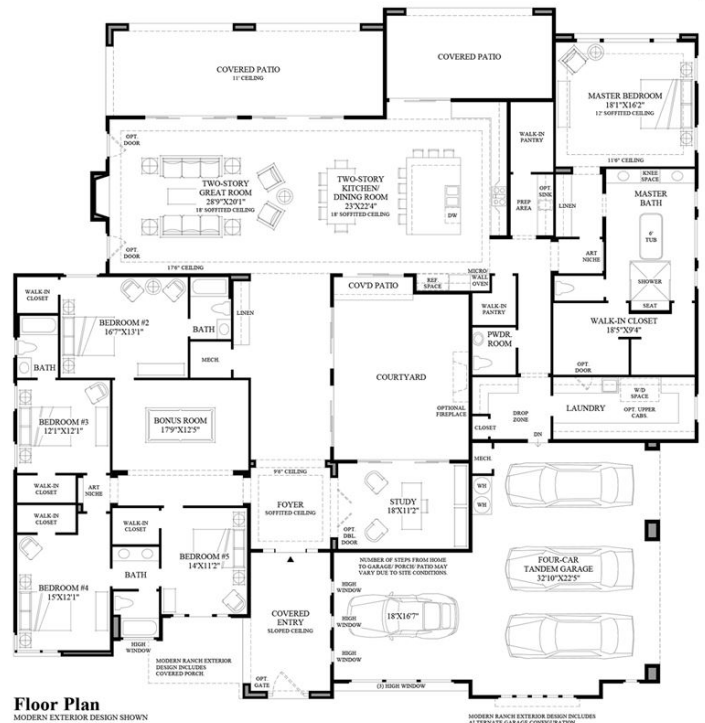 COVERED PATIO
11' CEILING
COVERED PATIO
MASTER BEDROOM
18'1"X16'2"
12' SOFFITED CEILING
11'6" CEILING
OPT.
DOOR
TWO-STORY
GREAT ROOM
28'9"X20'1"
18' SOFFITED CEILING
TWO-STORY
KITCHEN/
DINING ROOM
23'X22'4"
18' SOFFITED CEILING
DW
WALK-IN
PANTRY
PREP
AREA
OPT.
SINK
LINEN
KNEE
SPACE
MASTER
BATH
6'
TUB
ART
NICHE
SHOWER
SEAT
OPT.
DOOR
17'6" CEILING
WALK-IN
CLOSET
BEDROOM #2
16'7"X13'1"
BATH
LINEN
MECH.
BATH
COV'D PATIO
REF
SPACE
MICRO/
WALL
OVEN
WALK-IN
PANTRY
PWDR.
ROOM
WALK-IN CLOSET
18'5"X9'4"
OPT.
DOOR
COURTYARD
OPTIONAL
FIREPLACE
CLOSET
DROP
ZONE
DN
LAUNDRY
W/D
SPACE
OPT. UPPER
CABS.
BEDROOM #3
12'1"X12'1"
BONUS ROOM
17'9"X12'5"
WALK-IN
CLOSET
ART
NICHE
WALK-IN
CLOSET
9'8" CEILING
FOYER
SOFFITED CEILING
OPT.
DBL.
DOOR
STUDY
18'X11'2"
MECH.
WH
WH
WALK-IN
CLOSET
BEDROOM #5
14'X11'2"
BATH
BEDROOM #4
15'X12'1"
HIGH
WINDOW
MODERN RANCH EXTERIOR
DESIGN INCLUDES
COVERED PORCH.
COVERED
ENTRY
SLOPED CEILING
OPT.
GATE
NUMBER OF STEPS FROM HOME
TO GARAGE/ PORCH/ PATIO MAY
VARY DUE TO SITE CONDITIONS.
HIGH
WINDOW
HIGH
WINDOW
HIGH
WINDOW
18'X16'7"
(3) HIGH WINDOW
FOUR-CAR
TANDEM GARAGE
32'10"X22'5"
Floor Plan
MODERN EXTERIOR DESIGN SHOWN
MODERN RANCH EXTERIOR DESIGN INCLUDES
ALTERNATE GARAGE CONFIGURATION